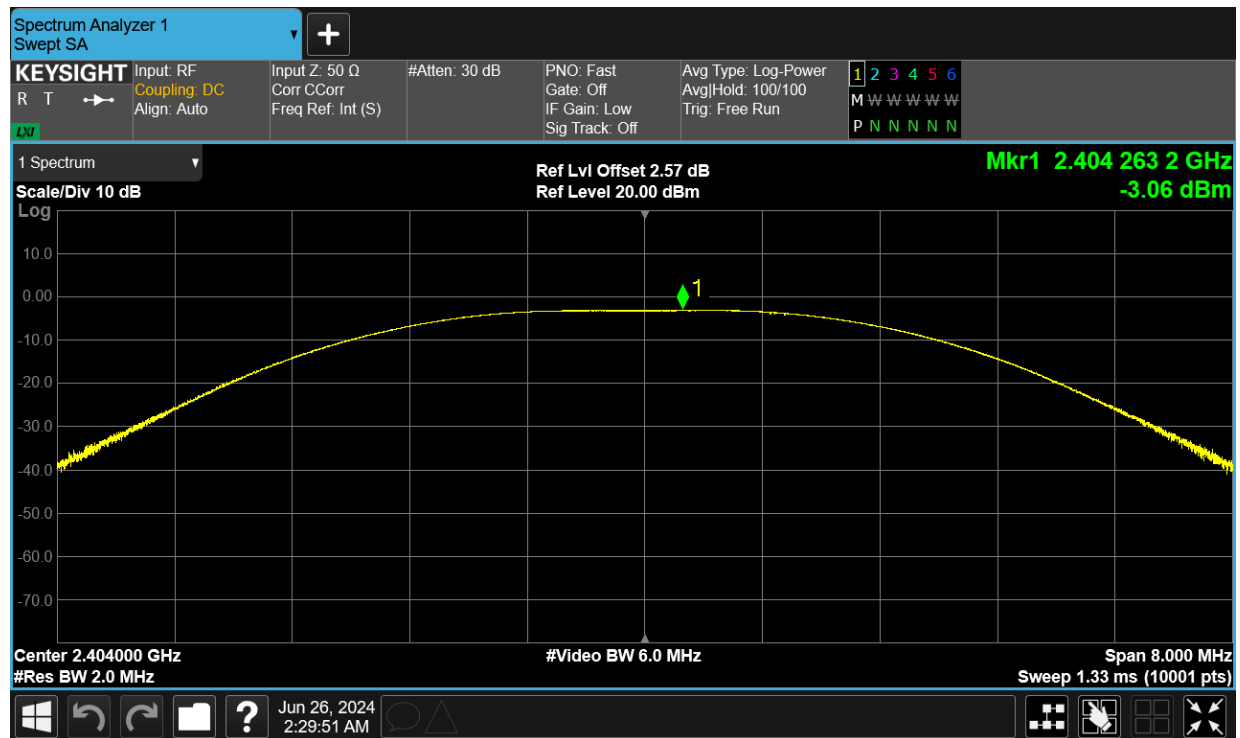 Spectrum Analyzer 1
Swept SA
+
KEYSIGHT
R T
LXI
Input: RF
Coupling: DC
Align: Auto
Input Z: 50 Ω
Corr CCorr
Freq Ref: Int (S)
#Atten: 30 dB
PNO: Fast
Gate: Off
IF Gain: Low
Sig Track: Off
Avg Type: Log-Power
Avg|Hold: 100/100
Trig: Free Run
1 2 3 4 5 6
M W W W W W
P N N N N N
1 Spectrum
Scale/Div 10 dB
Log
Ref Lvl Offset 2.57 dB
Ref Level 20.00 dBm
Mkr1 2.404 263 2 GHz
-3.06 dBm
1
10.0
0.00
-10.0
-20.0
-30.0
-40.0
-50.0
-60.0
-70.0
Center 2.404000 GHz
#Res BW 2.0 MHz
#Video BW 6.0 MHz
Span 8.000 MHz
Sweep 1.33 ms (10001 pts)
?
Jun 26, 2024
2:29:51 AM